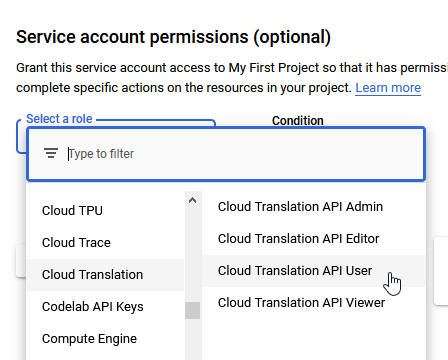 Service account permissions (optional)
Grant this service account access to My First Project so that it has permis
complete specific actions on the resources in your project. Learn more
Select a role
Condition
Type to filter
Cloud TPU
Cloud Trace
Cloud Translation
Codelab API Keys
Compute Engine
Cloud Translation API Admin
Cloud Translation API Editor
Cloud Translation API User
Cloud Translation API Viewer